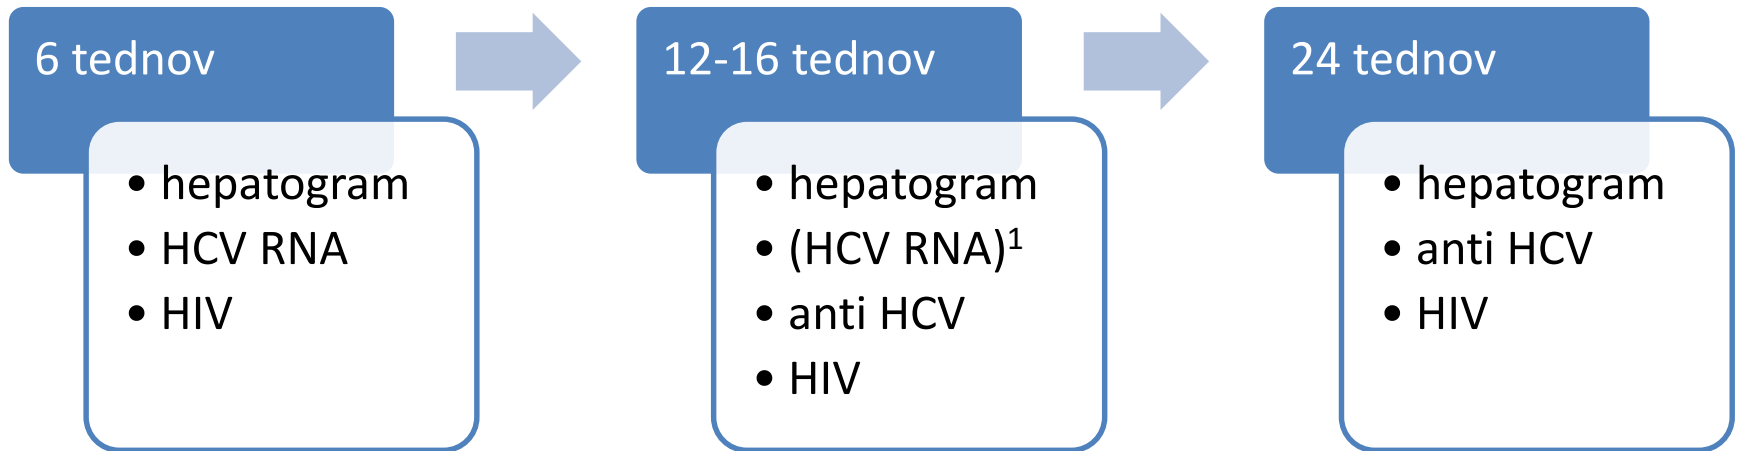 6 tednov
• hepatogram
• HCV RNA
• HIV
12-16 tednov
• hepatogram
• (HCV RNA)¹
• anti HCV
• HIV
24 tednov
• hepatogram
• anti HCV
• HIV